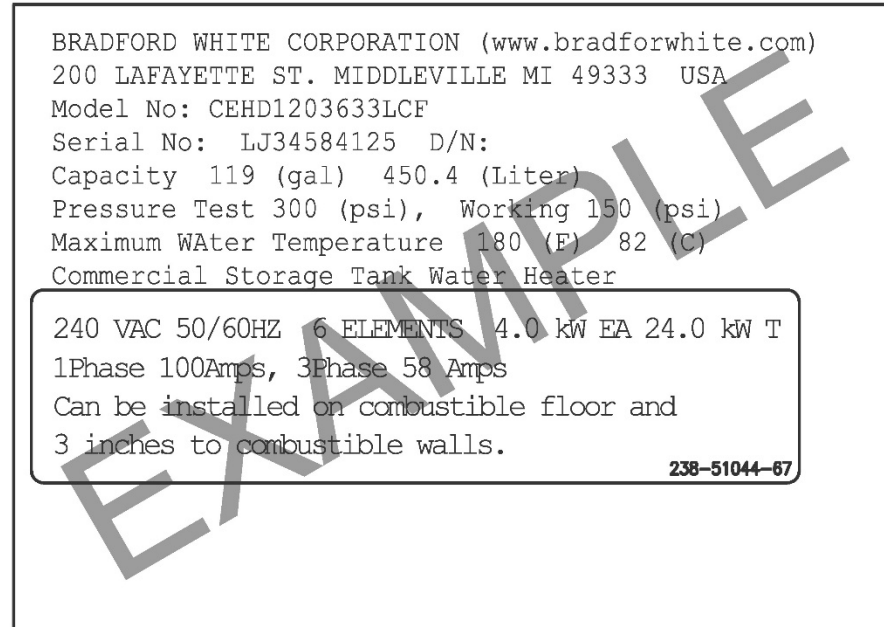 BRADFORD WHITE CORPORATION (www.bradforwhite.com)
200 LAFAYETTE ST. MIDDLEVILLE MI 49333 USA
Model No: CEHD1203633LCF
Serial No: LJ34584125 D/N:
Capacity 119 (gal) 450.4 (Liter)
Pressure Test 300 (psi), Working 150 (psi)
Maximum WAter Temperature 180 (F) 82 (C)
Commercial Storage Tank Water Heater
240 VAC 50/60HZ 6 ELEMENTS 4.0 kW EA 24.0 kW T
1Phase 100Amps, 3Phase 58 Amps
Can be installed on combustible floor and
3 inches to combustible walls.
238-51044-67
EXAMPLE